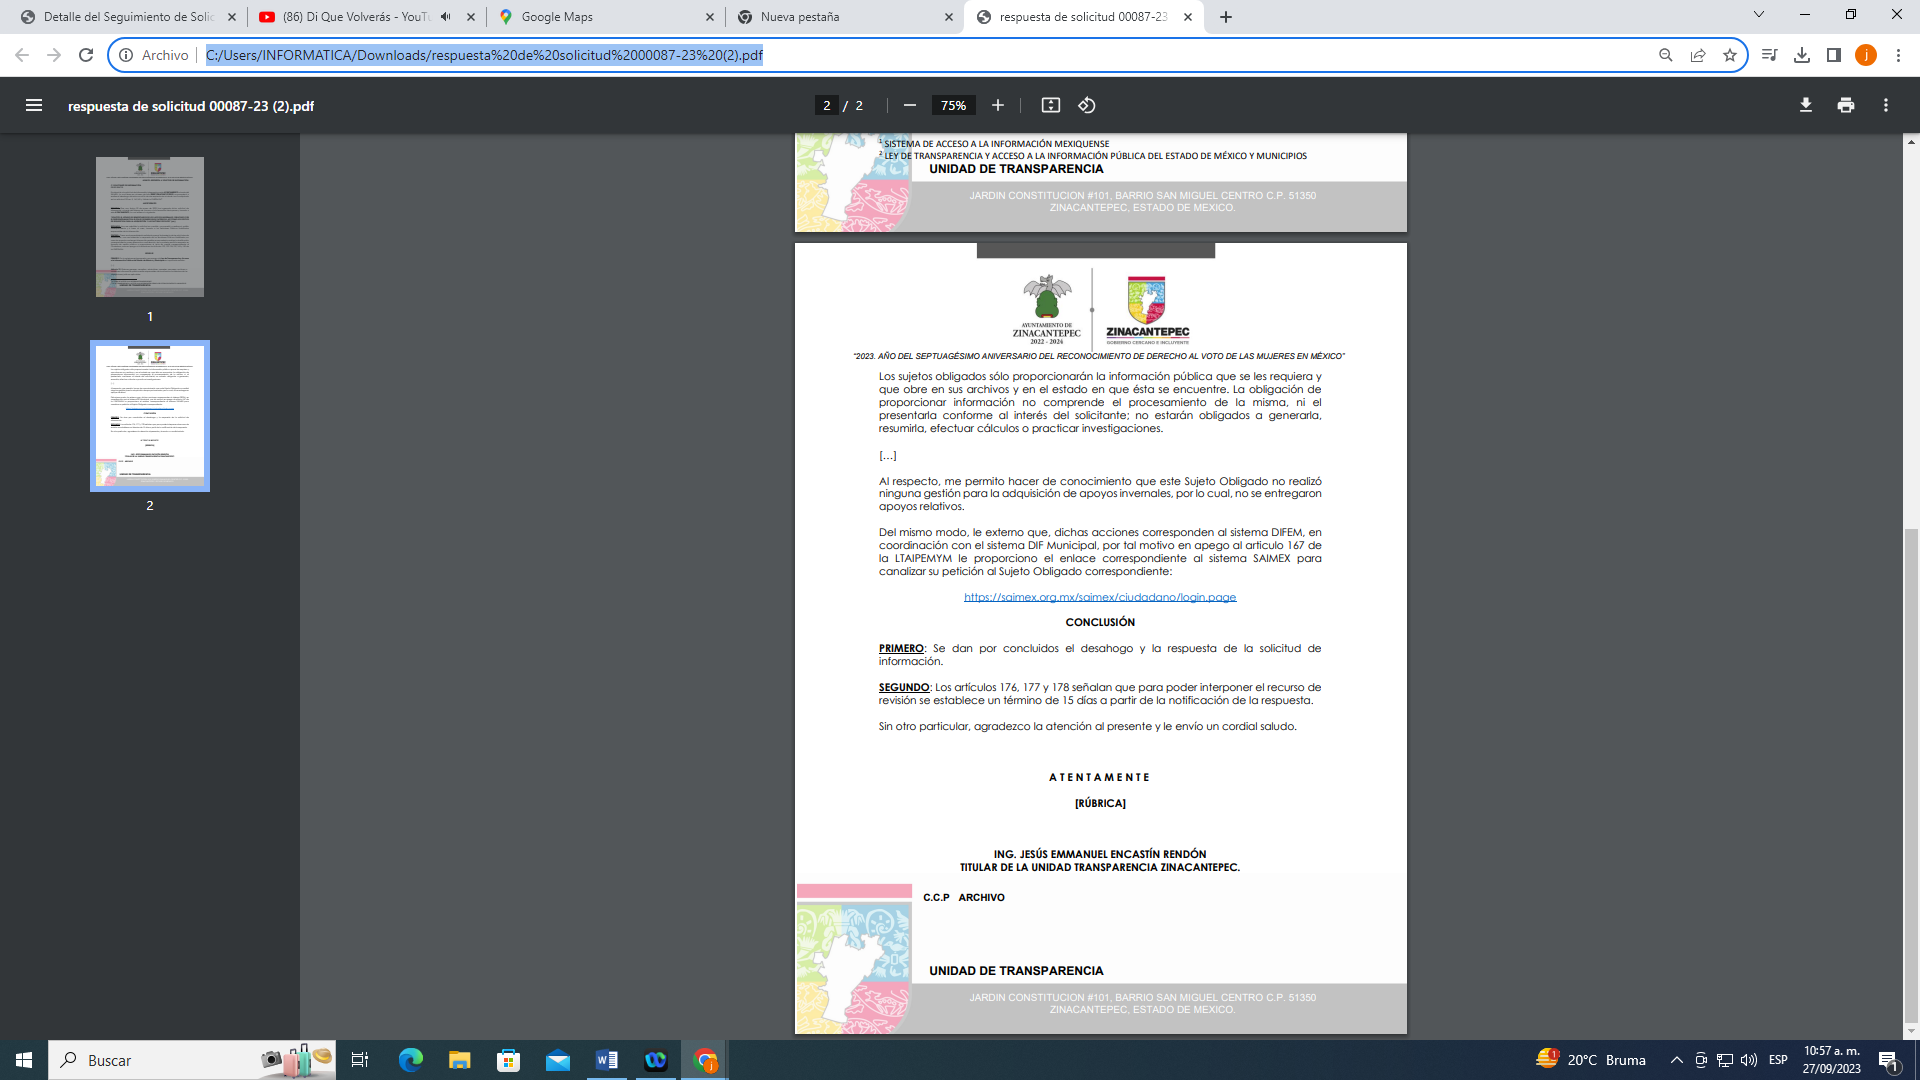 Detalle del Seguimiento de Solic
(86) Di Que Volverás - YouTu
Google Maps
Nueva pestaña
respuesta de solicitud 00087-23
Archivo
C:/Users/INFORMATICA/Downloads/respuesta%20de%20solicitud%2000087-23%20(2).pdf
j
respuesta de solicitud 00087-23 (2).pdf
2 / 2
75%
1
2
1 SISTEMA DE ACCESO A LA INFORMACIÓN MEXIQUENSE
2 LEY DE TRANSPARENCIA Y ACCESO A LA INFORMACIÓN PÚBLICA DEL ESTADO DE MÉXICO Y MUNICIPIOS
UNIDAD DE TRANSPARENCIA
JARDIN CONSTITUCION #101, BARRIO SAN MIGUEL CENTRO C.P. 51350
ZINACANTEPEC, ESTADO DE MEXICO.
AYUNTAMIENTO DE
ZINACANTEPEC
2022 - 2024
ZINACANTEPEC
GOBIERNO CERCANO E INCLUYENTE
"2023. AÑO DEL SEPTUAGÉSIMO ANIVERSARIO DEL RECONOCIMIENTO DE DERECHO AL VOTO DE LAS MUJERES EN MÉXICO"
Los sujetos obligados sólo proporcionarán la información pública que se les requiera y
que obre en sus archivos y en el estado en que ésta se encuentre. La obligación de
proporcionar información no comprende el procesamiento de la misma, ni el
presentarla conforme al interés del solicitante; no estarán obligados a generarla,
resumirla, efectuar cálculos o practicar investigaciones.
[...]
Al respecto, me permito hacer de conocimiento que este Sujeto Obligado no realizó
ninguna gestión para la adquisición de apoyos invernales, por lo cual, no se entregaron
apoyos relativos.
Del mismo modo, le externo que, dichas acciones corresponden al sistema DIFEM, en
coordinación con el sistema DIF Municipal, por tal motivo en apego al articulo 167 de
la LTAIPEMYM le proporciono el enlace correspondiente al sistema SAIMEX para
canalizar su petición al Sujeto Obligado correspondiente:
https://saimex.org.mx/saimex/ciudadano/login.page
CONCLUSIÓN
PRIMERO: Se dan por concluidos el desahogo y la respuesta de la solicitud de
información.
SEGUNDO: Los artículos 176, 177 y 178 señalan que para poder interponer el recurso de
revisión se establece un término de 15 días a partir de la notificación de la respuesta.
Sin otro particular, agradezco la atención al presente y le envío un cordial saludo.
A T E N T A M E N T E
[RÚBRICA]
ING. JESÚS EMMANUEL ENCASTÍN RENDÓN
TITULAR DE LA UNIDAD TRANSPARENCIA ZINACANTEPEC.
C.C.P ARCHIVO
UNIDAD DE TRANSPARENCIA
JARDIN CONSTITUCION #101, BARRIO SAN MIGUEL CENTRO C.P. 51350
ZINACANTEPEC, ESTADO DE MEXICO.
Buscar
20°C Bruma
ESP
10:57 a. m.
27/09/2023
1